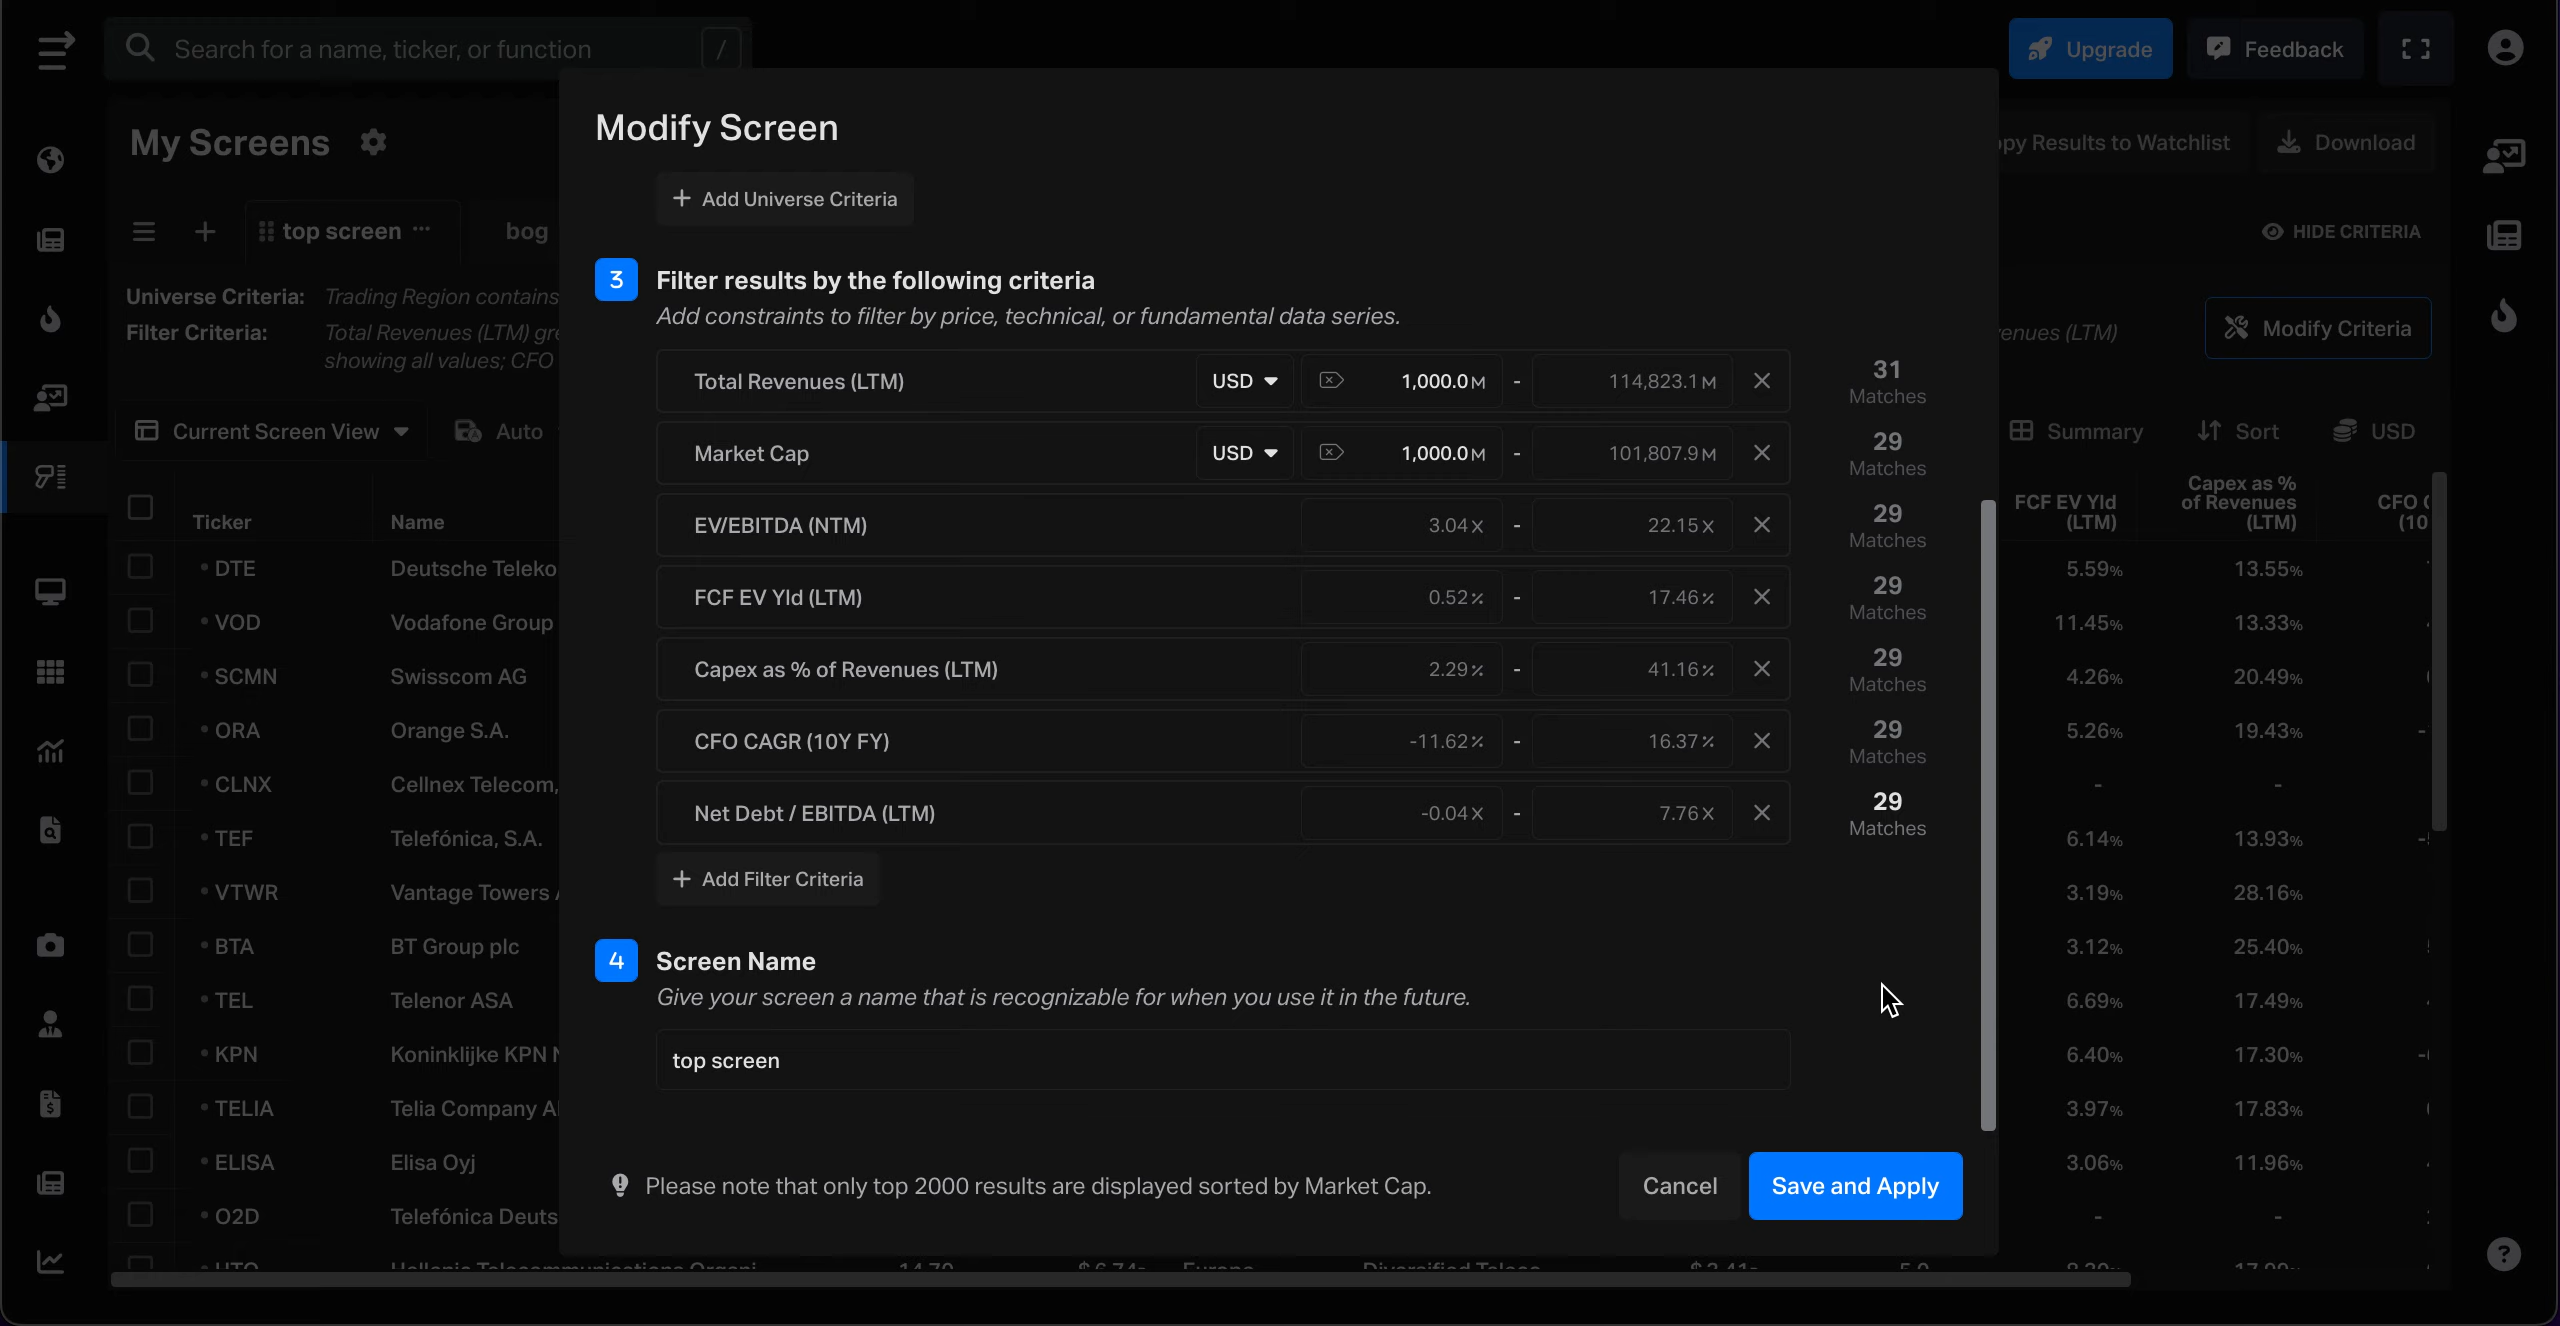 Search for a name, ticker, or function
/
Upgrade
Feedback
My Screens
Results to Watchlist
Download
top screen ···
bog
HIDE CRITERIA
Universe Criteria:
Trading Region contains
Filter Criteria:
Total Revenues (LTM)
showing all values; CFO
(LTM)
Modify Criteria
Current Screen View
Auto
Summary
Sort
USD
Ticker
Name
FCF EV Yld
(LTM)
Capex as %
of Revenues
(LTM)
CFO
(10
DTE
Deutsche
5.59%
13.55%
VOD
Vodafone Group
11.45%
13.33%
SCMN
Swisscom AG
4.26%
20.49%
ORA
Orange S.A.
5.26%
19.43%
-
CLNX
Cellnex Telecom,
-
-
TEF
Telefónica, S.A.
6.14%
13.93%
VTWR
Vantage Towers
3.19%
28.16%
BTA
BT Group plc
3.12%
25.40%
TEL
Telenor ASA
6.69%
17.49%
KPN
Koninklijke KPN
6.40%
17.30%
TELIA
Telia Company
3.97%
17.83%
ELISA
Elisa Oyj
3.06%
11.96%
O2D
Telefónica
-
-
Modify Screen
+ Add Universe Criteria
3
Filter results by the following criteria
Add constraints to filter by price, technical, or fundamental data series.
Total Revenues (LTM)
USD
1,000.0M
-
114,823.1M
31
Matches
Market Cap
USD
1,000.0M
-
101,807.9M
29
Matches
EV/EBITDA (NTM)
3.04x
-
22.15x
29
Matches
FCF EV Yld (LTM)
0.52%
-
17.46%
29
Matches
Capex as % of Revenues (LTM)
2.29%
-
41.16%
29
Matches
CFO CAGR (10Y FY)
-11.62%
-
16.37%
29
Matches
Net Debt / EBITDA (LTM)
-0.04x
-
7.76x
29
Matches
+ Add Filter Criteria
4
Screen Name
Give your screen a name that is recognizable for when you use it in the future.
top screen
Please note that only top 2000 results are displayed sorted by Market Cap.
Cancel
Save and Apply